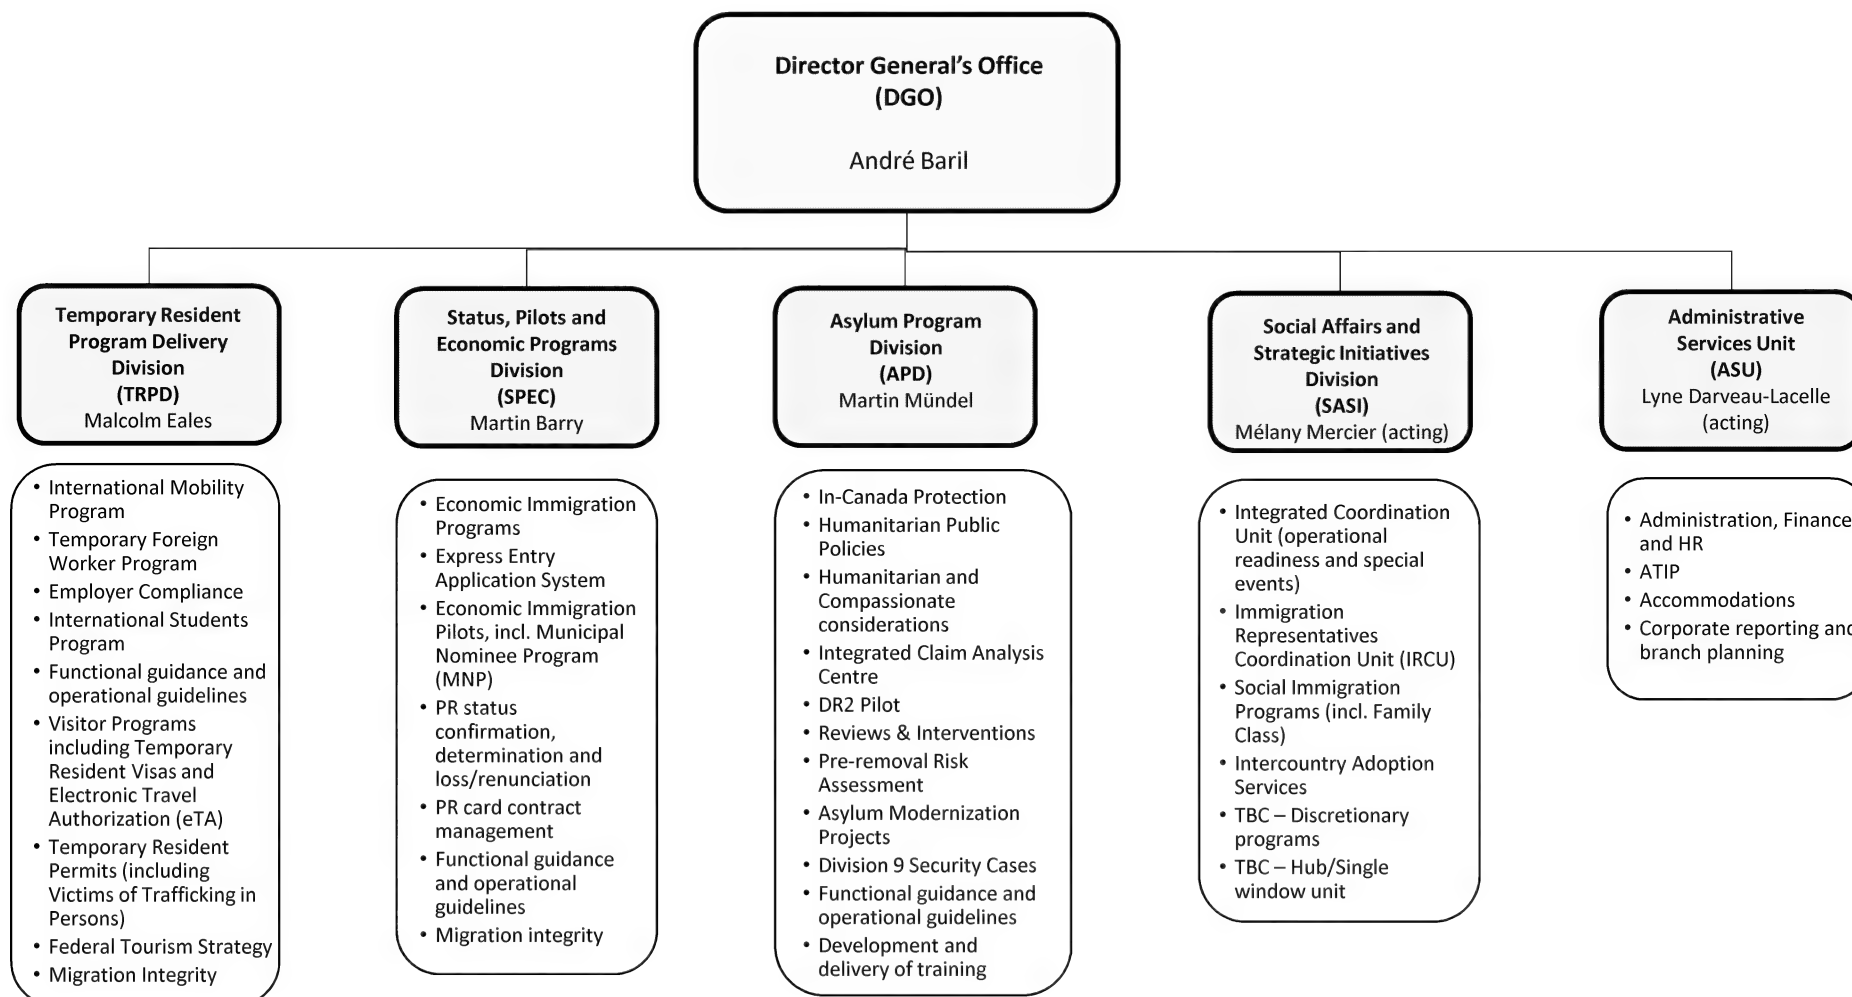 Director General’s Office
(DGO)
André Baril
Temporary Resident
Program Delivery
Division
(TRPD)
Malcolm Eales
• International Mobility
Program
• Temporary Foreign
Worker Program
• Employer Compliance
• International Students
Program
• Functional guidance and
operational guidelines
• Visitor Programs
including Temporary
Resident Visas and
Electronic Travel
Authorization (eTA)
• Temporary Resident
Permits (including
Victims of Trafficking in
Persons)
• Federal Tourism Strategy
• Migration Integrity
Status, Pilots and
Economic Programs
Division
(SPEC)
Martin Barry
• Economic Immigration
Programs
• Express Entry
Application System
• Economic Immigration
Pilots, incl. Municipal
Nominee Program
(MNP)
• PR status
confirmation,
determination and
loss/renunciation
• PR card contract
management
• Functional guidance
and operational
guidelines
• Migration integrity
Asylum Program
Division
(APD)
Martin Mündel
• In-Canada Protection
• Humanitarian Public
Policies
• Humanitarian and
Compassionate
considerations
• Integrated Claim Analysis
Centre
• DR2 Pilot
• Reviews & Interventions
• Pre-removal Risk
Assessment
• Asylum Modernization
Projects
• Division 9 Security Cases
• Functional guidance and
operational guidelines
• Development and
delivery of training
Social Affairs and
Strategic Initiatives
Division
(SASI)
Mélany Mercier (acting)
• Integrated Coordination
Unit (operational
readiness and special
events)
• Immigration
Representatives
Coordination Unit (IRCU)
• Social Immigration
Programs (incl. Family
Class)
• Intercountry Adoption
Services
• TBC – Discretionary
programs
• TBC – Hub/Single
window unit
Administrative
Services Unit
(ASU)
Lyne Darveau-Lacelle
(acting)
• Administration, Finance
and HR
• ATIP
• Accommodations
• Corporate reporting and
branch planning